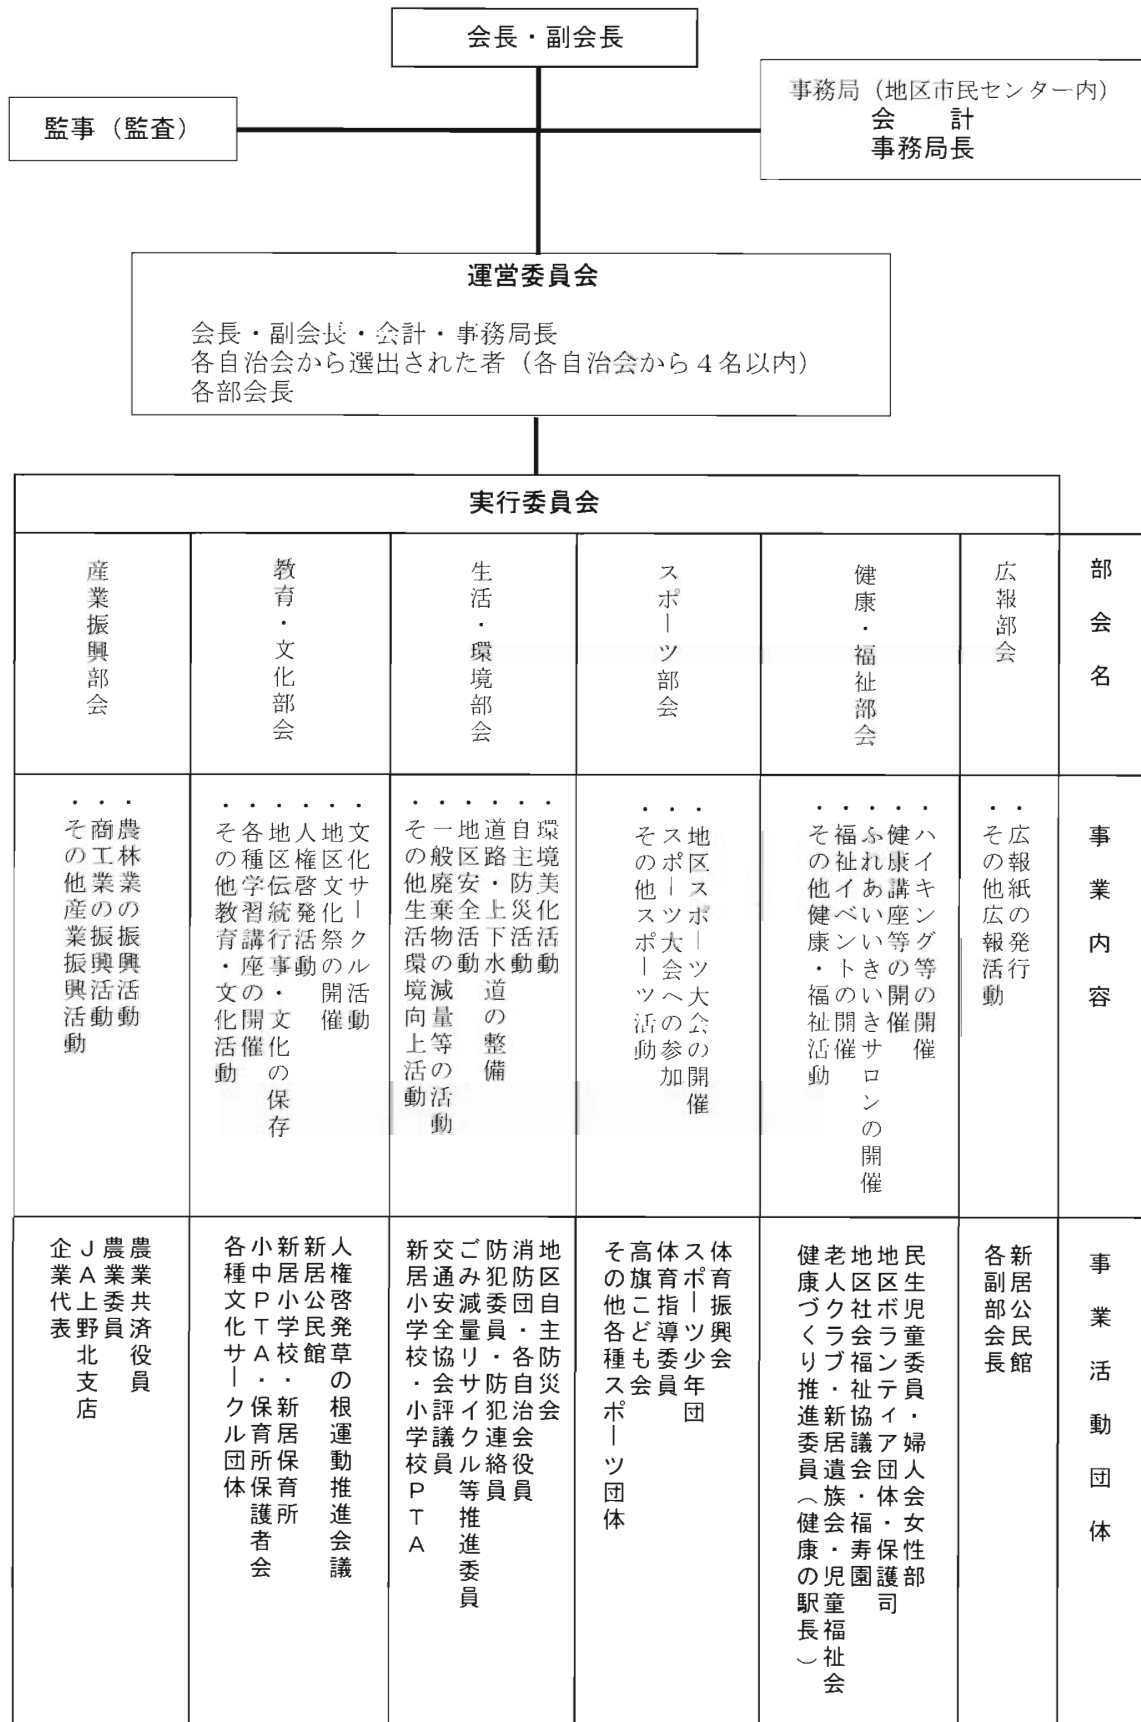 会長・副会長
監事（監査）
事務局（地区市民センター内）
会　　計
事務局長
運営委員会
会長・副会長・会計・事務局長
各自治会から選出された者（各自治会から４名以内）
各部会長
実行委員会
部会名
広報部会
健康・福祉部会
スポーツ部会
生活・環境部会
教育・文化部会
産業振興部会
事業内容
・広報紙の発行
・その他広報活動
・ハイキング等の開催
・健康講座等の開催
・ふれあいいきいきサロンの開催
・福祉イベントの開催
・その他健康・福祉活動
・地区スポーツ大会の開催
・スポーツ大会への参加
・その他スポーツ活動
・環境美化活動
・自主防災活動
・道路・上下水道の整備
・地区安全活動
・一般廃棄物の減量等の活動
・その他生活環境向上活動
・文化サークル活動
・地区文化祭の開催
・人権啓発活動
・地区伝統行事・文化の保存
・各種学習講座の開催
・その他教育・文化活動
・農林業の振興活動
・商工業の振興活動
・その他産業振興活動
事業活動団体
新居公民館
各副部会長
民生児童委員・婦人会女性部
地区ボランティア団体・保護司
地区社会福祉協議会・福寿園
老人クラブ・新居遺族会・児童福祉会
健康づくり推進委員（健康の駅長）
体育振興会
スポーツ少年団
体育指導委員
高旗こども会
その他各種スポーツ団体
地区自主防災会
消防団・各自治会役員
防犯委員・防犯連絡員
ごみ減量リサイクル等推進委員
交通安全協会評議員
新居小学校・小学校ＰＴＡ
人権啓発草の根運動推進会議
新居公民館
新居小学校・新居保育所
小中ＰＴＡ・保育所保護者会
各種文化サークル団体
農業共済役員
農業委員
ＪＡ上野北支店
企業代表